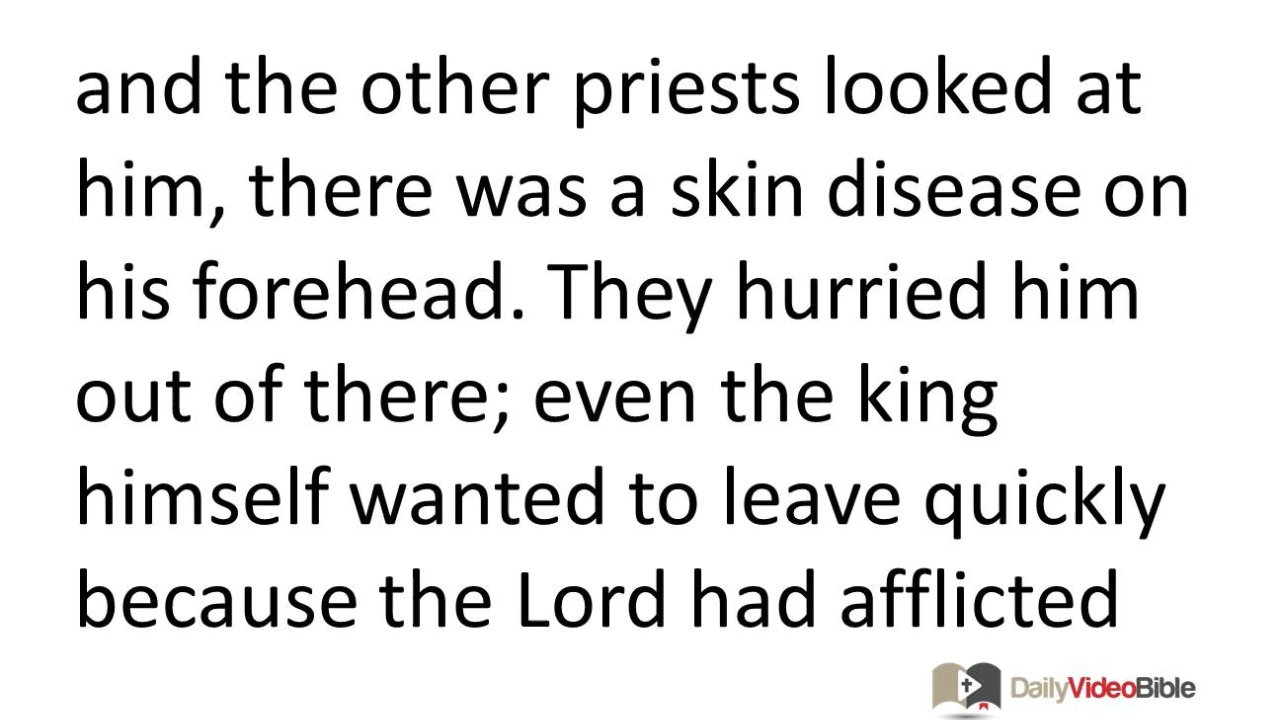 and the other priests looked at
him, there was a skin disease on
his forehead. They hurried him
out of there; even the king
himself wanted to leave quickly
because the Lord had afflicted
DailyVideoBible